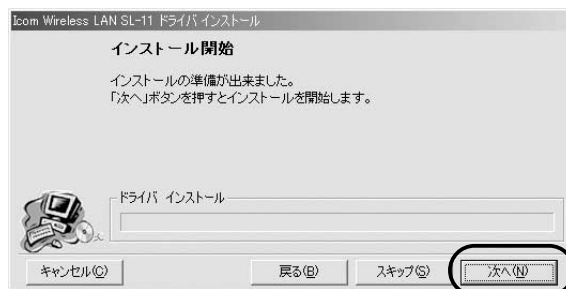 Icom Wireless LAN SL-11 ドライバ インストール
インストール開始
インストールの準備が出来ました。
「次へ」ボタンを押すとインストールを開始します。
ドライバ インストール
キャンセル(C)
戻る(B)
スキップ(S)
次へ(N)